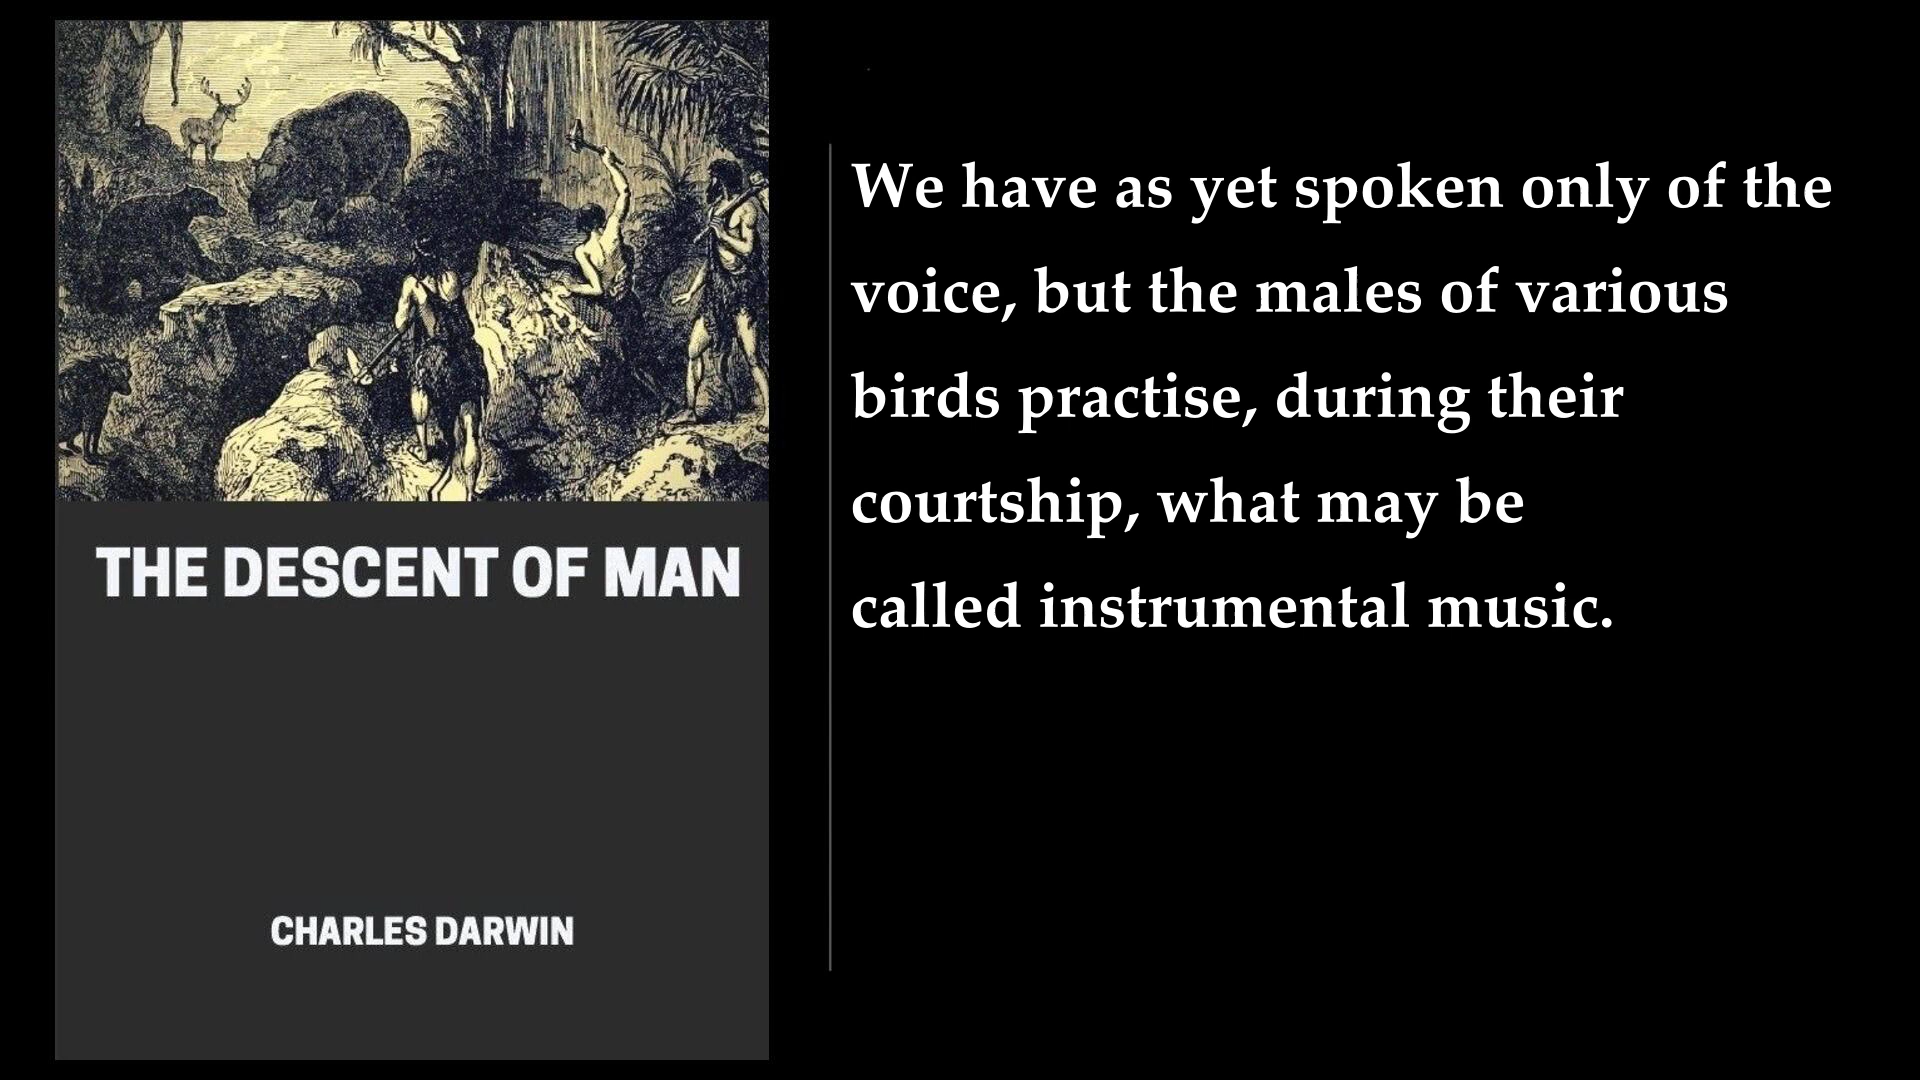 THE DESCENT OF MAN
CHARLES DARWIN
We have as yet spoken only of the
voice, but the males of various
birds practise, during their
courtship, what may be
called instrumental music.